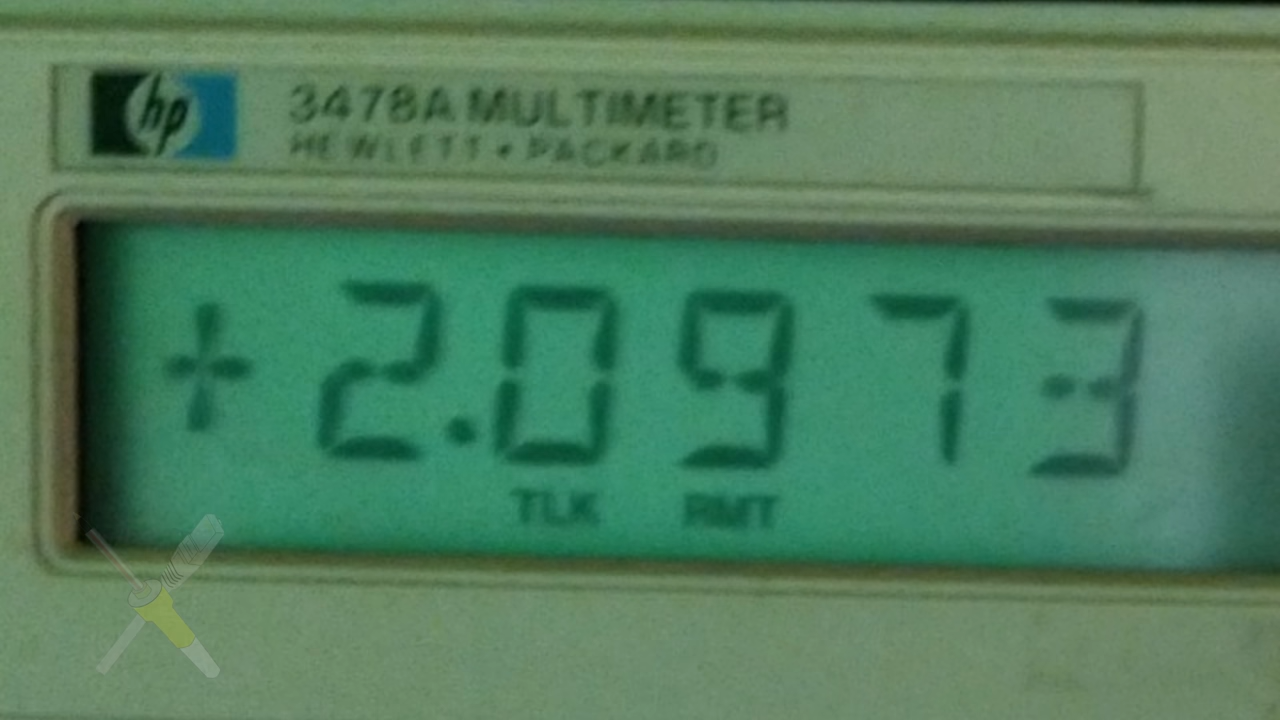 hp
3478A MULTIMETER
HEWLETT • PACKARD
+2.0973
TLK RMT